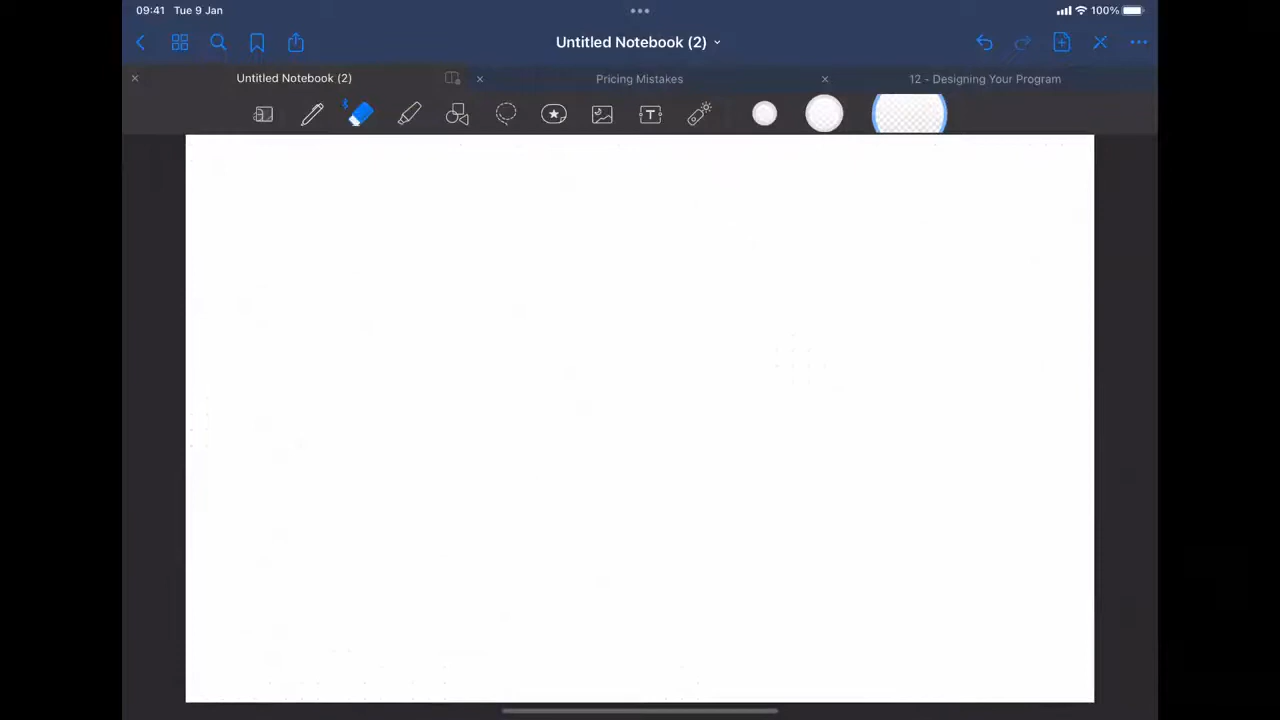 09:41 Tue 9 Jan 100%
Untitled Notebook (2)
Untitled Notebook (2) Pricing Mistakes 12 - Designing Your Program
T